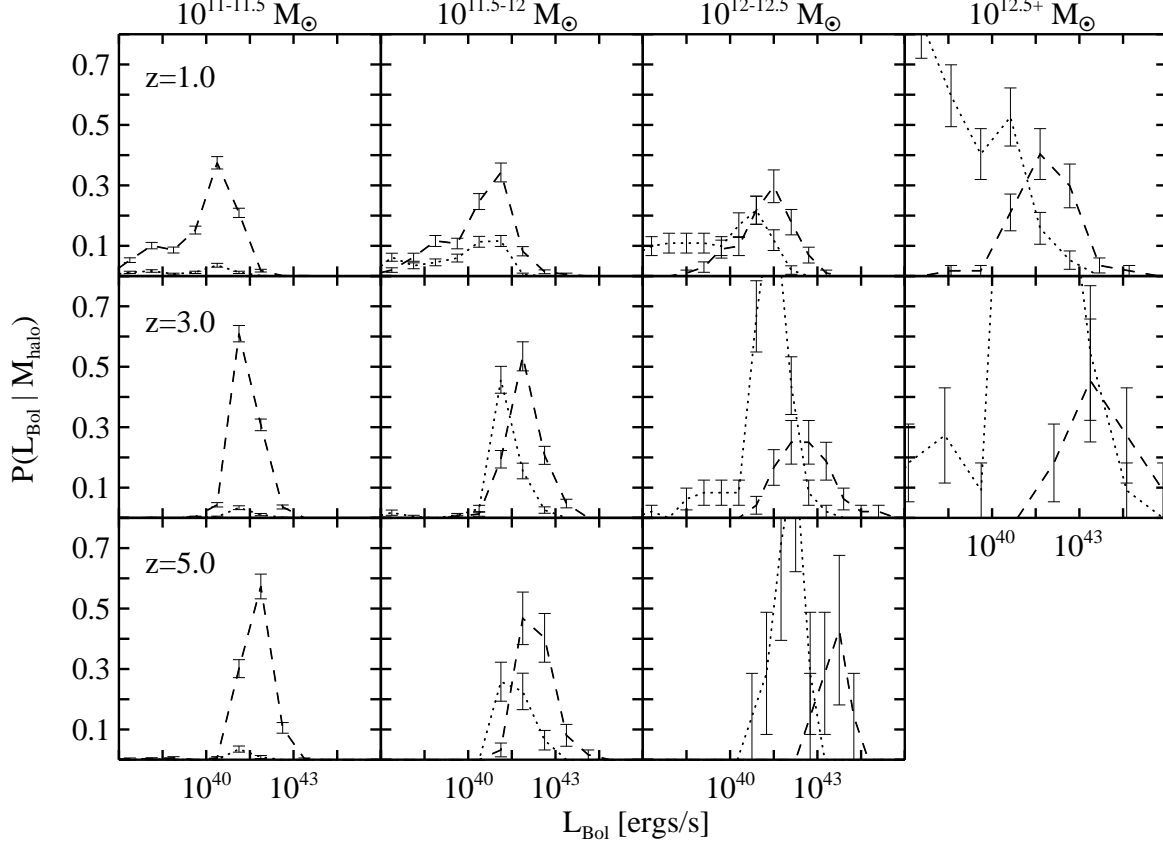 10^11-11.5 M⊙ 10^11.5-12 M⊙ 10^12-12.5 M⊙ 10^12.5+ M⊙
0.7
z=1.0
0.5
0.3
0.1
0.7
z=3.0
0.5
0.3
0.1
10^40 10^43
0.7
z=5.0
0.5
0.3
0.1
10^40 10^43 10^40 10^43 10^40 10^43
P(L_Bol | M_halo)
L_Bol [ergs/s]